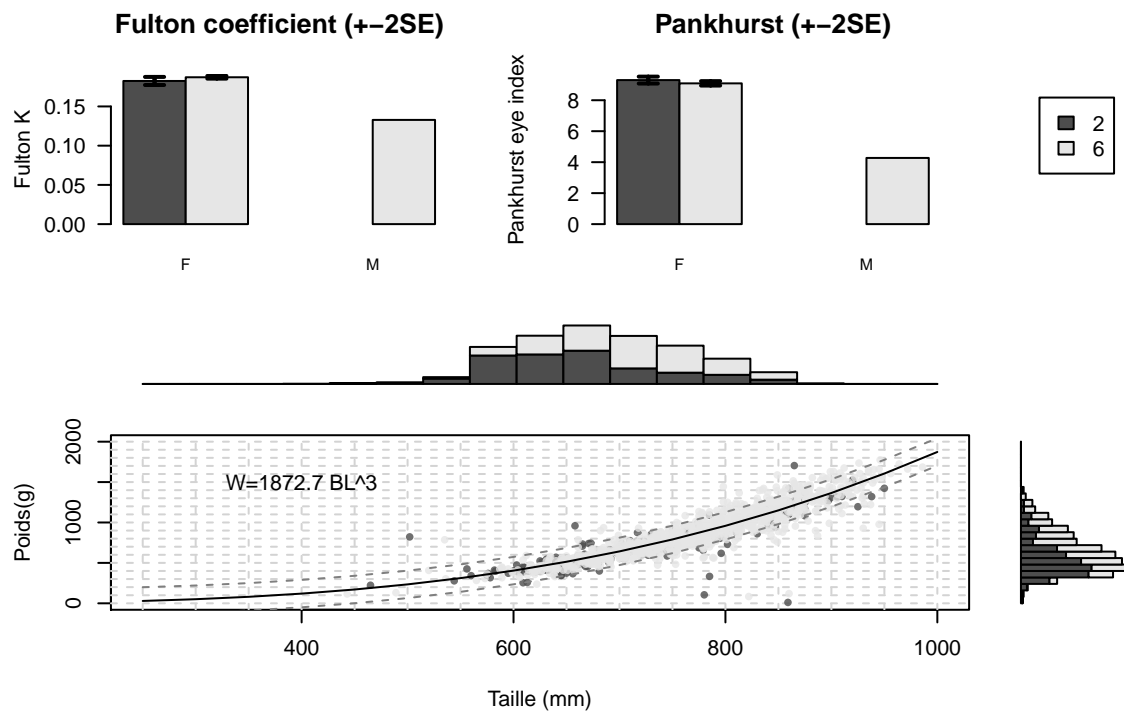 Fulton coefficient (+−2SE)
Pankhurst (+−2SE)
Fulton K
0.15
0.10
0.05
0.00
F
M
Pankhurst eye index
8
6
4
2
0
F
M
2
6
Poids(g)
2000
1000
0
W=1872.7 BL^3
400
600
800
1000
Taille (mm)